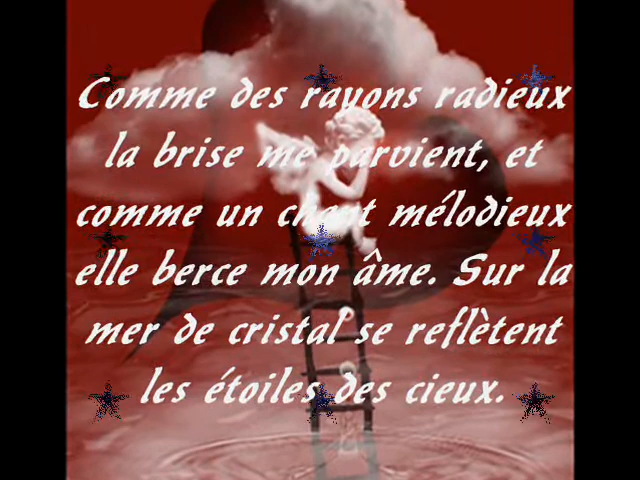 Comme des rayons radieux
la brise me parvient, et
comme un chant mélodieux
elle berce mon âme. Sur la
mer de cristal se reflètent
les étoiles des cieux.